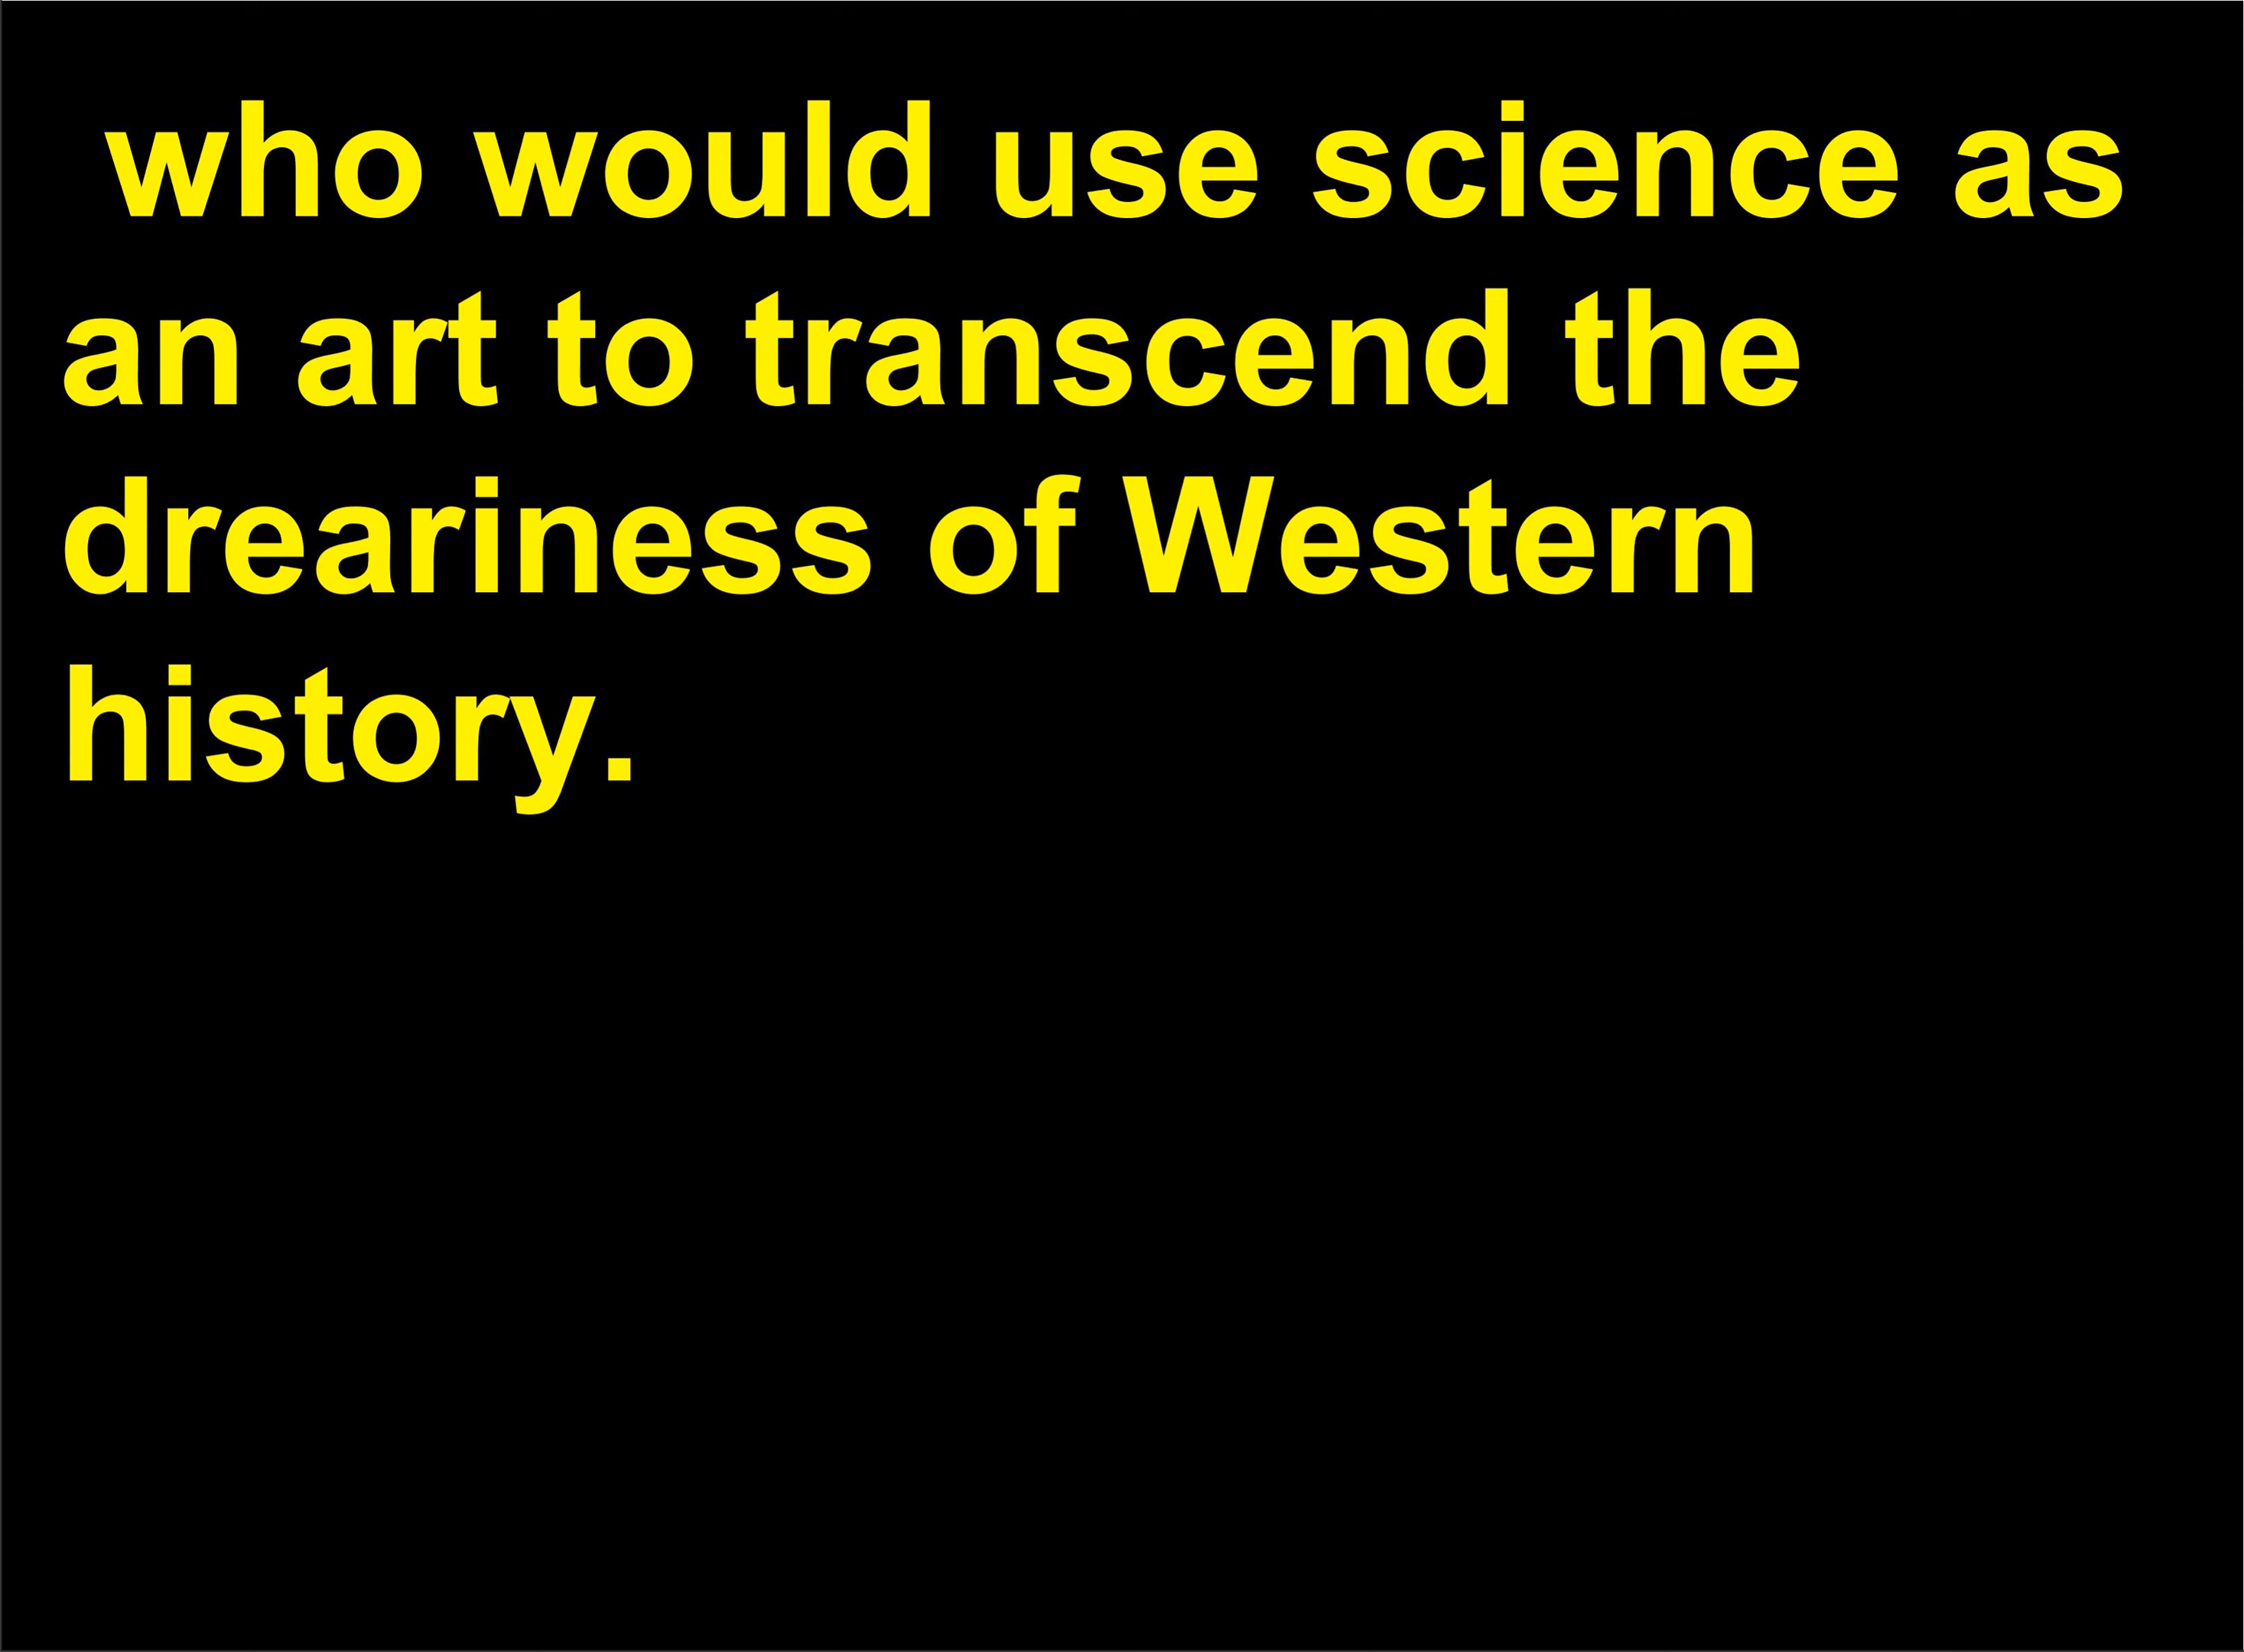 who would use science as
an art to transcend the
dreariness of Western
history.